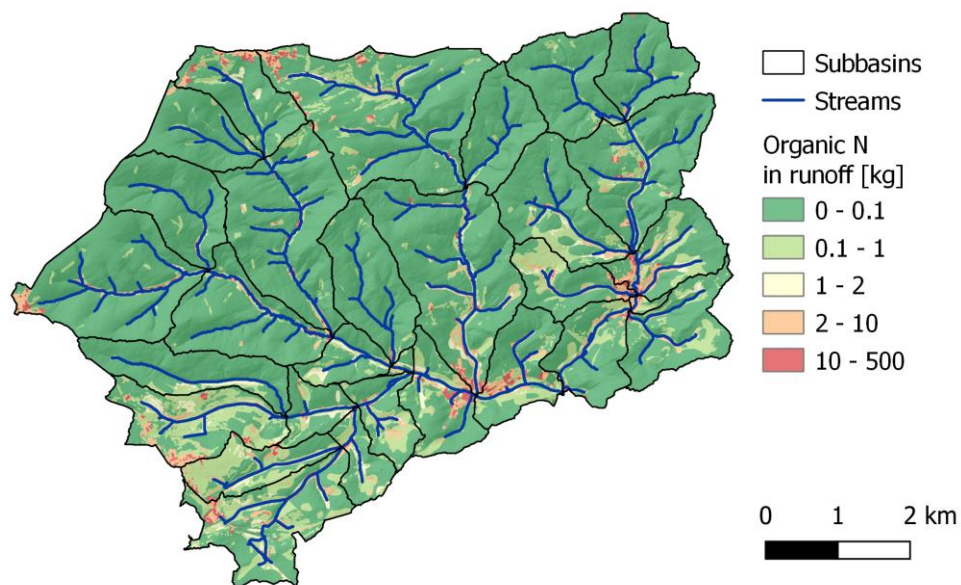 Subbasins
Streams
Organic N
in runoff [kg]
0 - 0.1
0.1 - 1
1 - 2
2 - 10
10 - 500
0 1 2 km